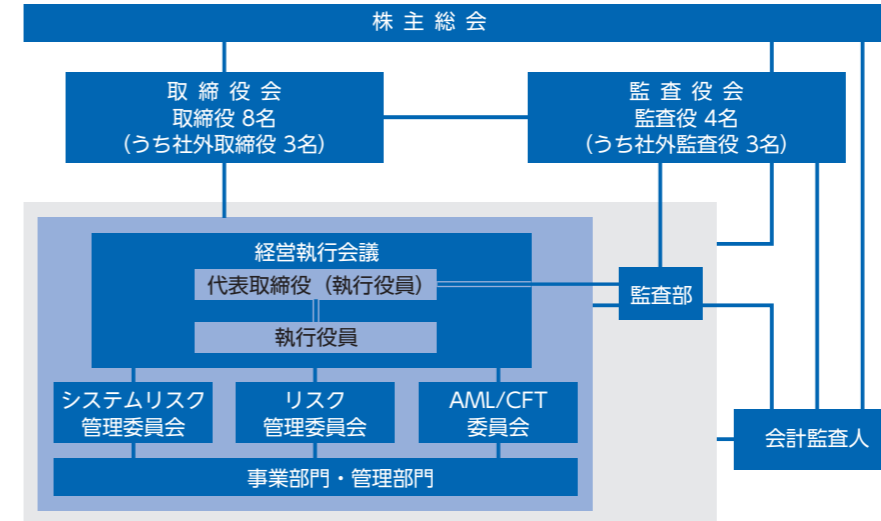 株主総会
取締役会
取締役 8名
(うち社外取締役 3名)
監査役会
監査役 4名
(うち社外監査役 3名)
経営執行会議
代表取締役（執行役員）
執行役員
監査部
システムリスク
管理委員会
リスク
管理委員会
AML/CFT
委員会
会計監査人
事業部門・管理部門